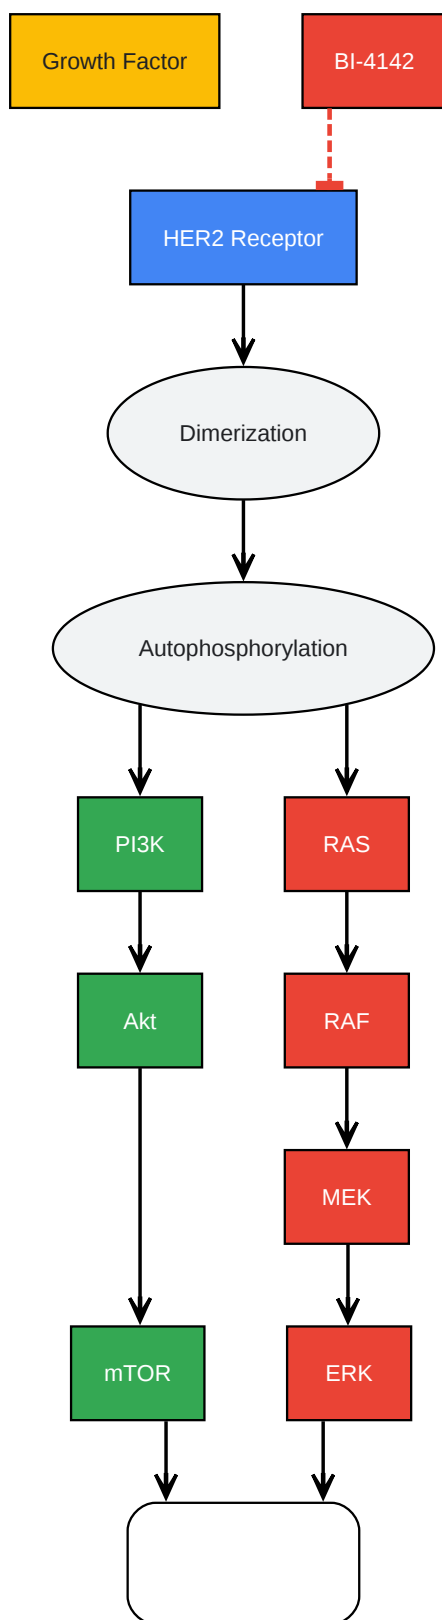 Growth Factor
BI-4142
HER2 Receptor
Dimerization
Autophosphorylation
PI3K
RAS
Akt
RAF
MEK
mTOR
ERK